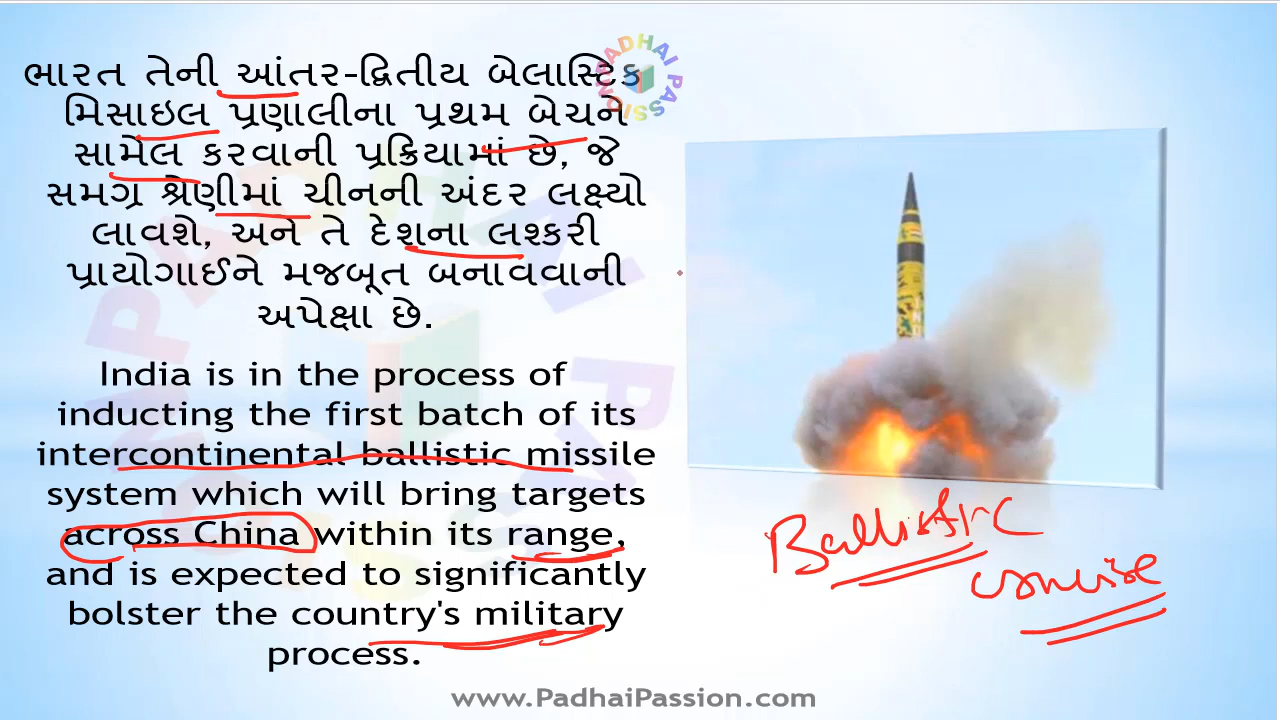 ભારત તેની આંતર-દ્વિતીય બેલાસ્ટિક
મિસાઇલ પ્રણાલીના પ્રથમ બેચને
સામેલ કરવાની પ્રક્રિયામાં છે, જે
સમગ્ર શ્રેણીમાં ચીનની અંદર લક્ષ્યો
લાવશે, અને તે દેશના લશ્કરી
પ્રાયોગાઈને મજબૂત બનાવવાની
અપેક્ષા છે.
India is in the process of
inducting the first batch of its
intercontinental ballistic missile
system which will bring targets
across China within its range,
and is expected to significantly
bolster the country's military
process.
PADHAI PASSION
Ballistic
www.PadhaiPassion.com